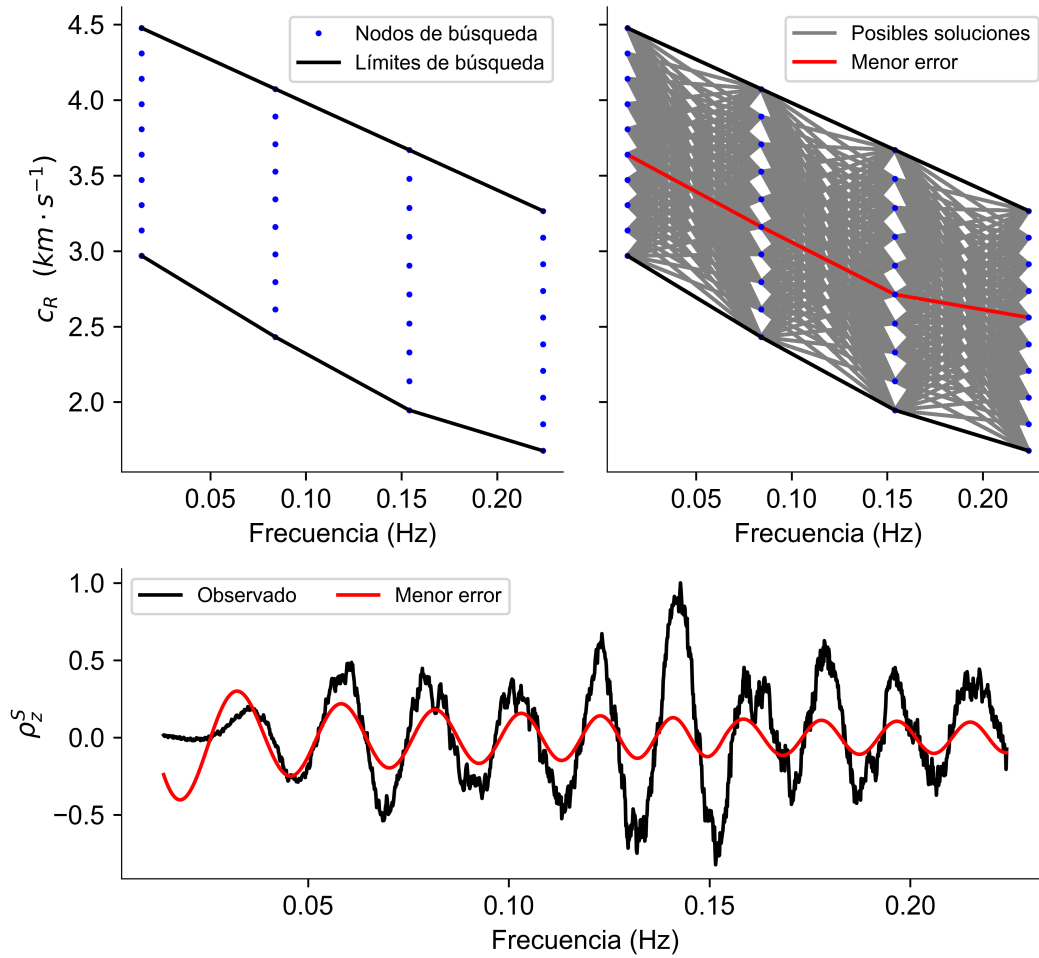 4.5
4.0
3.5
3.0
2.5
2.0
c_R (km · s⁻¹)
Nodos de búsqueda
Límites de búsqueda
0.05 0.10 0.15 0.20
Frecuencia (Hz)
Posibles soluciones
Menor error
0.05 0.10 0.15 0.20
Frecuencia (Hz)
1.0
0.5
0.0
−0.5
ρ_z^S
Observado Menor error
0.05 0.10 0.15 0.20
Frecuencia (Hz)